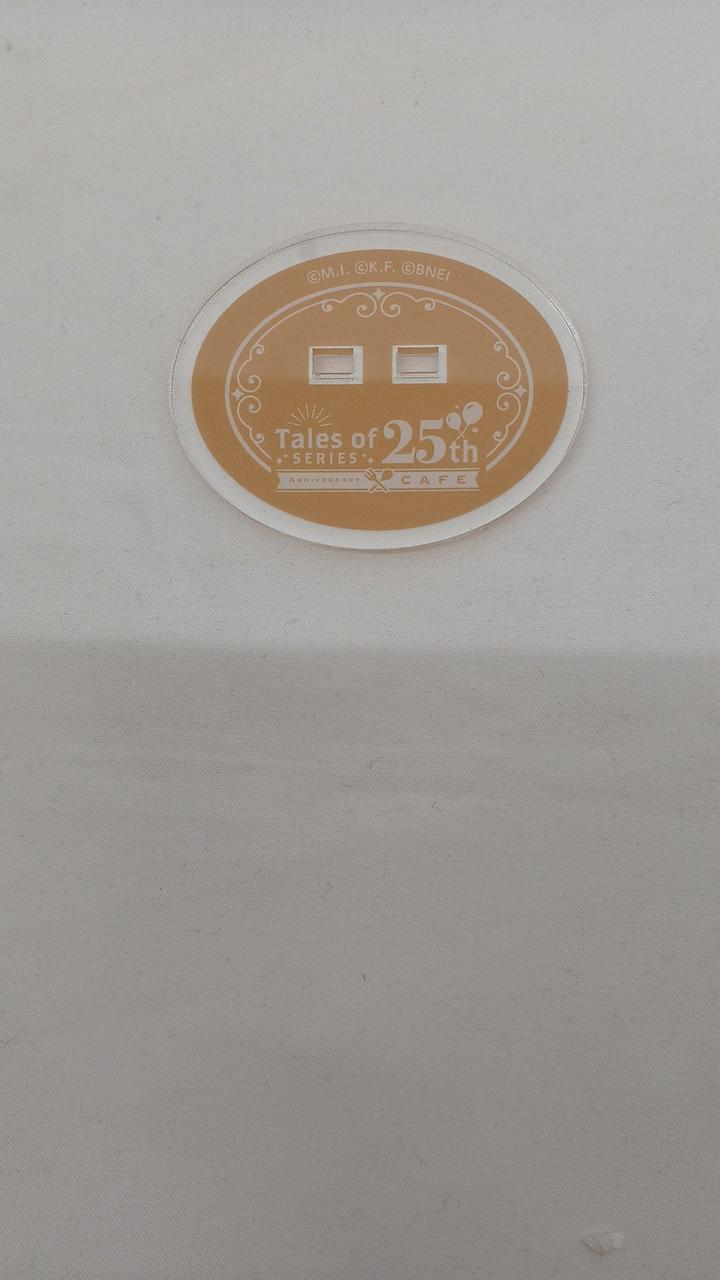 ©M.I. ©K.F. ©BNEI
Tales of
SERIES
25th
ANNIVERSARY CAFE